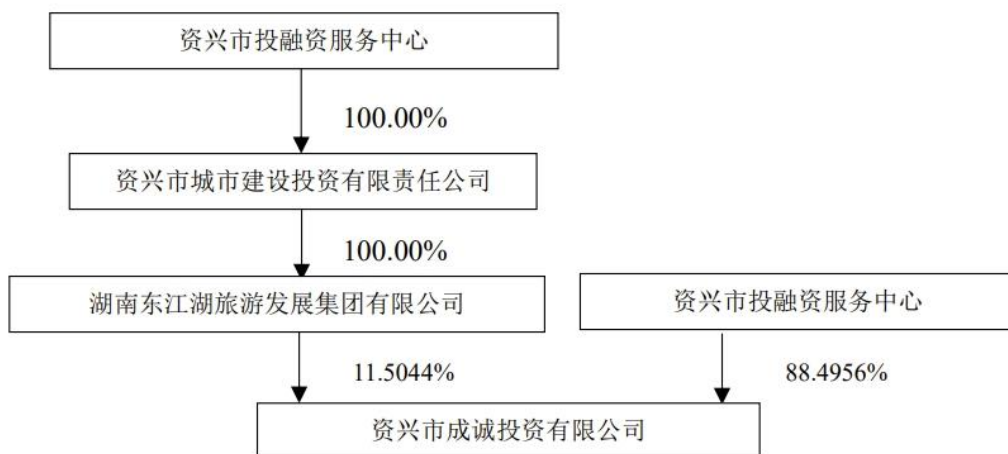 资兴市投融资服务中心
100.00%
资兴市城市建设投资有限责任公司
100.00%
湖南东江湖旅游发展集团有限公司
资兴市投融资服务中心
11.5044%
88.4956%
资兴市成诚投资有限公司